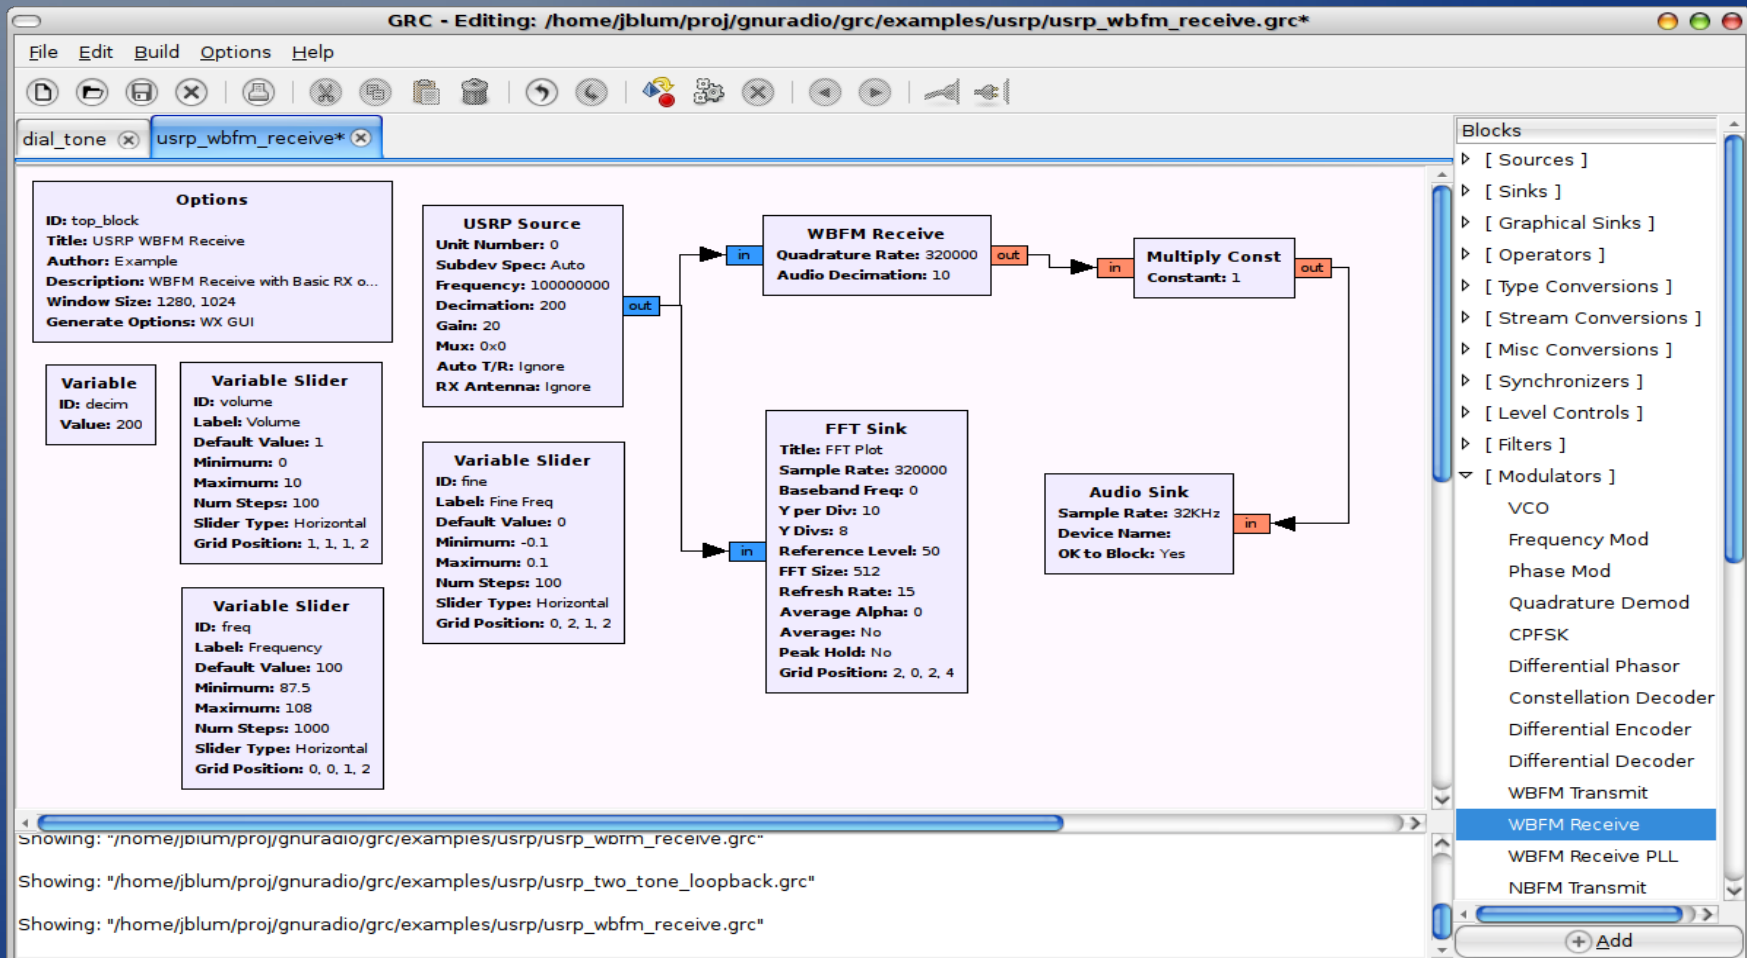 GRC - Editing: /home/jblum/proj/gnuradio/grc/examples/usrp/usrp_wbfm_receive.grc*
File Edit Build Options Help
dial_tone
usrp_wbfm_receive*
Options
ID: top_block
Title: USRP WBFM Receive
Author: Example
Description: WBFM Receive with Basic RX o...
Window Size: 1280, 1024
Generate Options: WX GUI
Variable
ID: decim
Value: 200
Variable Slider
ID: volume
Label: Volume
Default Value: 1
Minimum: 0
Maximum: 10
Num Steps: 100
Slider Type: Horizontal
Grid Position: 1, 1, 1, 2
Variable Slider
ID: freq
Label: Frequency
Default Value: 100
Minimum: 87.5
Maximum: 108
Num Steps: 1000
Slider Type: Horizontal
Grid Position: 0, 0, 1, 2
USRP Source
Unit Number: 0
Subdev Spec: Auto
Frequency: 100000000
Decimation: 200
Gain: 20
Mux: 0x0
Auto T/R: Ignore
RX Antenna: Ignore
out
Variable Slider
ID: fine
Label: Fine Freq
Default Value: 0
Minimum: -0.1
Maximum: 0.1
Num Steps: 100
Slider Type: Horizontal
Grid Position: 0, 2, 1, 2
in
WBFM Receive
Quadrature Rate: 320000
Audio Decimation: 10
out
in
FFT Sink
Title: FFT Plot
Sample Rate: 320000
Baseband Freq: 0
Y per Div: 10
Y Divs: 8
Reference Level: 50
FFT Size: 512
Refresh Rate: 15
Average Alpha: 0
Average: No
Peak Hold: No
Grid Position: 2, 0, 2, 4
in
Multiply Const
Constant: 1
out
Audio Sink
Sample Rate: 32KHz
Device Name:
OK to Block: Yes
in
Blocks
[ Sources ]
[ Sinks ]
[ Graphical Sinks ]
[ Operators ]
[ Type Conversions ]
[ Stream Conversions ]
[ Misc Conversions ]
[ Synchronizers ]
[ Level Controls ]
[ Filters ]
[ Modulators ]
VCO
Frequency Mod
Phase Mod
Quadrature Demod
CPFSK
Differential Phasor
Constellation Decoder
Differential Encoder
Differential Decoder
WBFM Transmit
WBFM Receive
WBFM Receive PLL
NBFM Transmit
Add
Showing: "/home/jblum/proj/gnuradio/grc/examples/usrp/usrp_wbfm_receive.grc"
Showing: "/home/jblum/proj/gnuradio/grc/examples/usrp/usrp_two_tone_loopback.grc"
Showing: "/home/jblum/proj/gnuradio/grc/examples/usrp/usrp_wbfm_receive.grc"